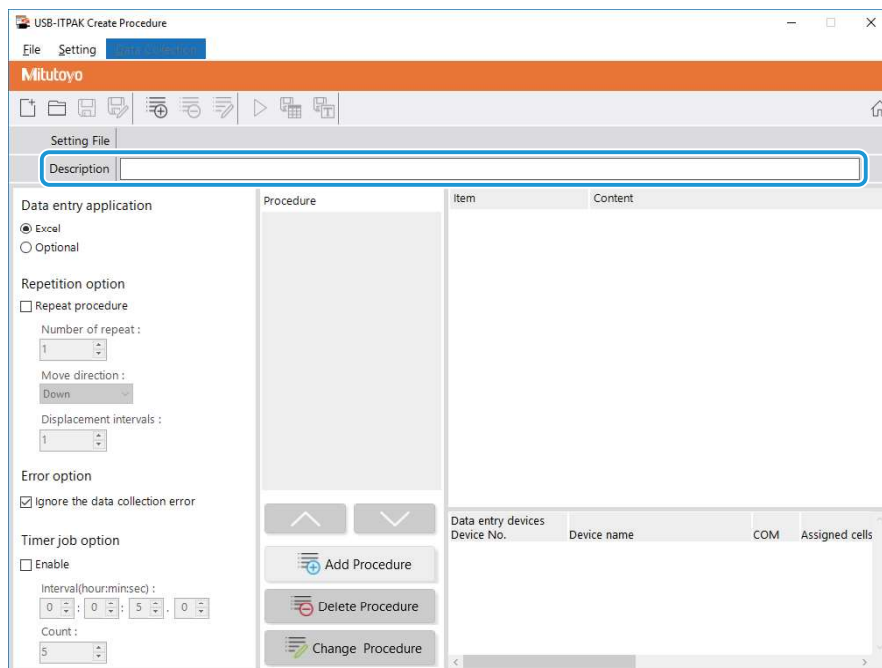 USB-ITPAK Create Procedure
File Setting Data Collection
Mitutoyo
Setting File
Description
Data entry application
Excel
Optional
Repetition option
Repeat procedure
Number of repeat :
1
Move direction :
Down
Displacement intervals :
1
Error option
Ignore the data collection error
Timer job option
Enable
Interval(hour:min:sec) :
0 : 0 : 5 . 0
Count :
5
Procedure
Add Procedure
Delete Procedure
Change Procedure
Item Content
Data entry devices
Device No. Device name COM Assigned cells